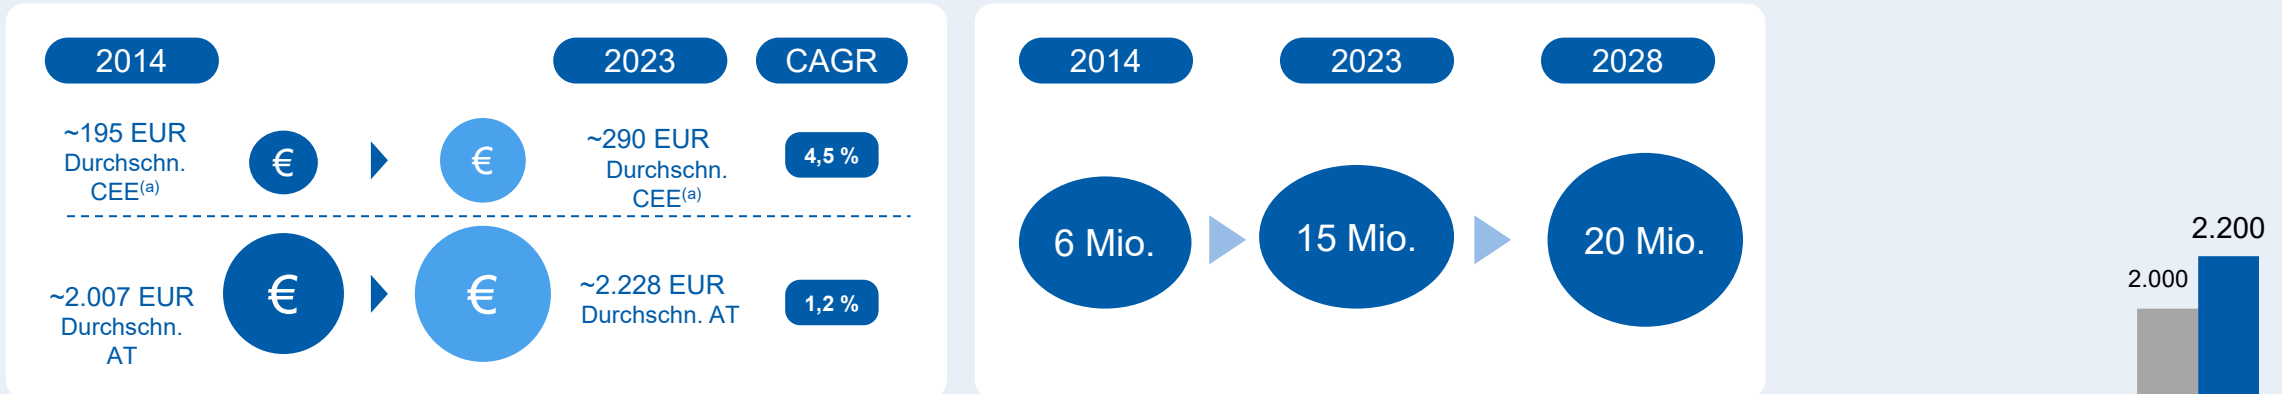 2014
2023
CAGR
~195 EUR
Durchschn.
CEE(a)
€
€
~290 EUR
Durchschn.
CEE(a)
4,5 %
~2.007 EUR
Durchschn.
AT
€
€
~2.228 EUR
Durchschn. AT
1,2 %
2014
2023
2028
6 Mio.
15 Mio.
20 Mio.
2.200
2.000